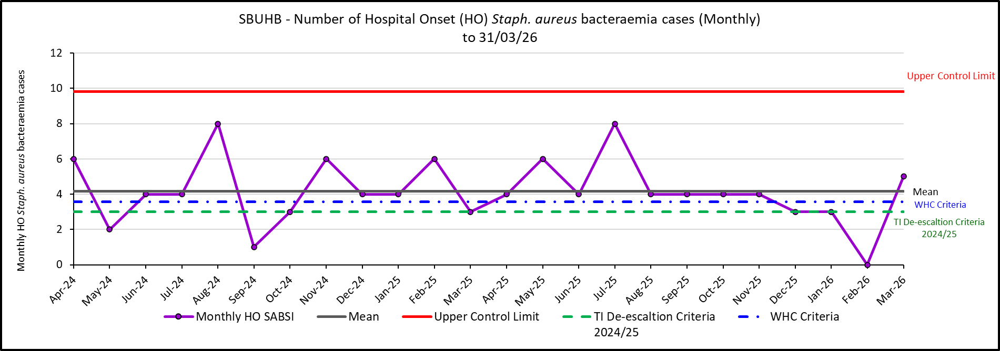 SBUHB - Number of Hospital Onset (HO) Staph. aureus bacteraemia cases (Monthly)
to 31/03/26
Monthly HO Staph. aureus bacteraemia cases
12
10
8
6
4
2
0
Upper Control Limit
Mean
WHC Criteria
TI De-escaltion Criteria
2024/25
Apr-24
May-24
Jun-24
Jul-24
Aug-24
Sep-24
Oct-24
Nov-24
Dec-24
Jan-25
Feb-25
Mar-25
Apr-25
May-25
Jun-25
Jul-25
Aug-25
Sep-25
Oct-25
Nov-25
Dec-25
Jan-26
Feb-26
Mar-26
Monthly HO SABSI
Mean
Upper Control Limit
TI De-escaltion Criteria
2024/25
WHC Criteria